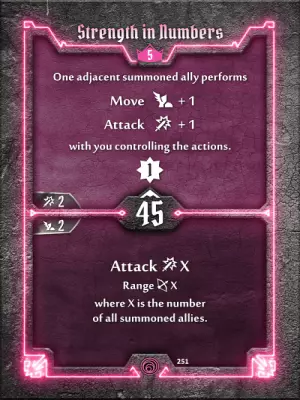 Strength in Numbers
5
One adjacent summoned ally performs
Move + 1
Attack + 1
with you controlling the actions.
1
2
45
2
Attack X
Range X
where X is the number
of all summoned allies.
251